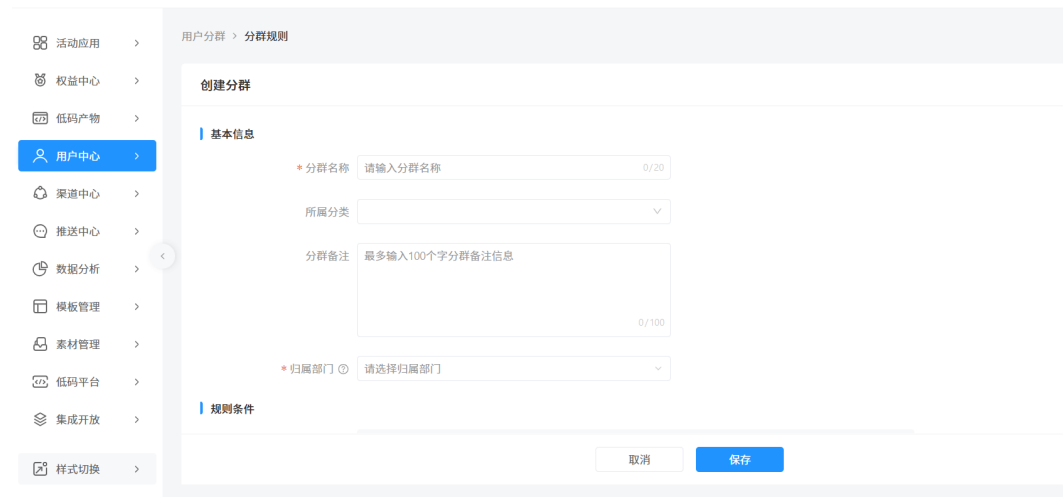 活动应用
权益中心
低码产物
用户中心
渠道中心
推送中心
数据分析
模板管理
素材管理
低码平台
集成开放
样式切换
用户分群 > 分群规则
创建分群
基本信息
* 分群名称 请输入分群名称 0/20
所属分类
分群备注 最多输入100个字分群备注信息
0/100
* 归属部门 请选择归属部门
规则条件
取消 保存